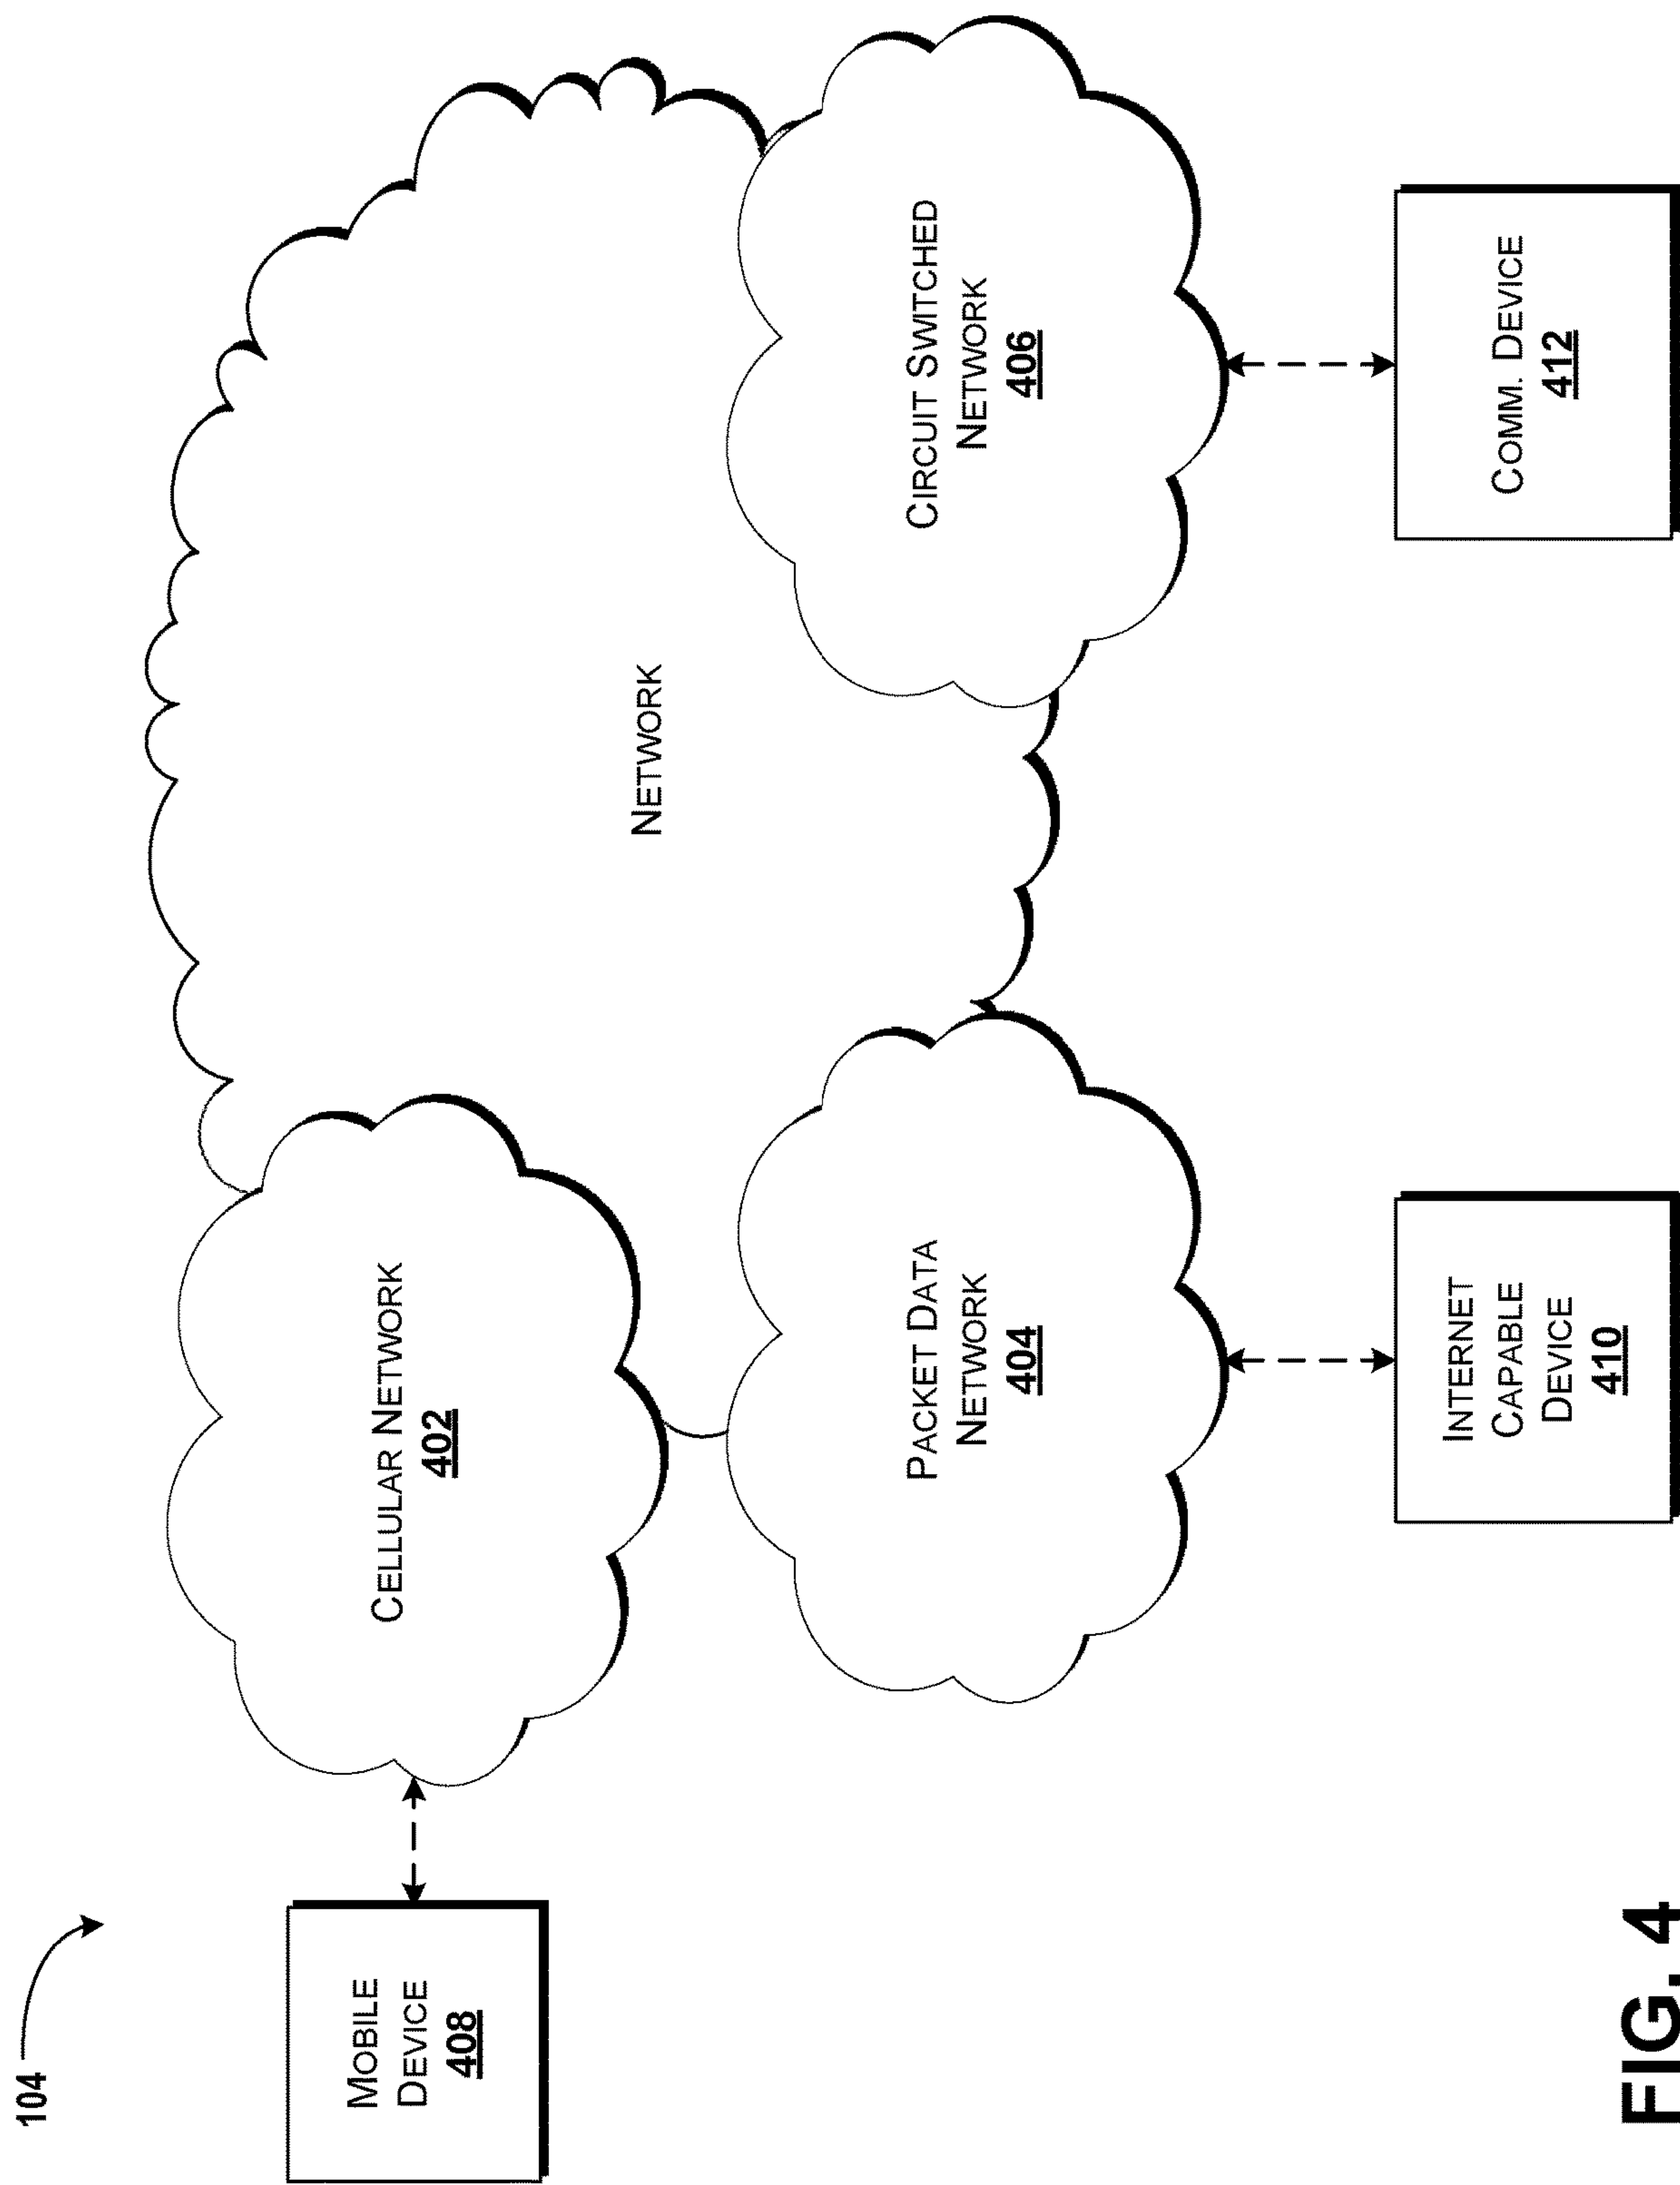 104
MOBILE
DEVICE
408
CELLULAR NETWORK
402
NETWORK
PACKET DATA
NETWORK
404
CIRCUIT SWITCHED
NETWORK
406
INTERNET
CAPABLE
DEVICE
410
COMM. DEVICE
412
FIG. 4